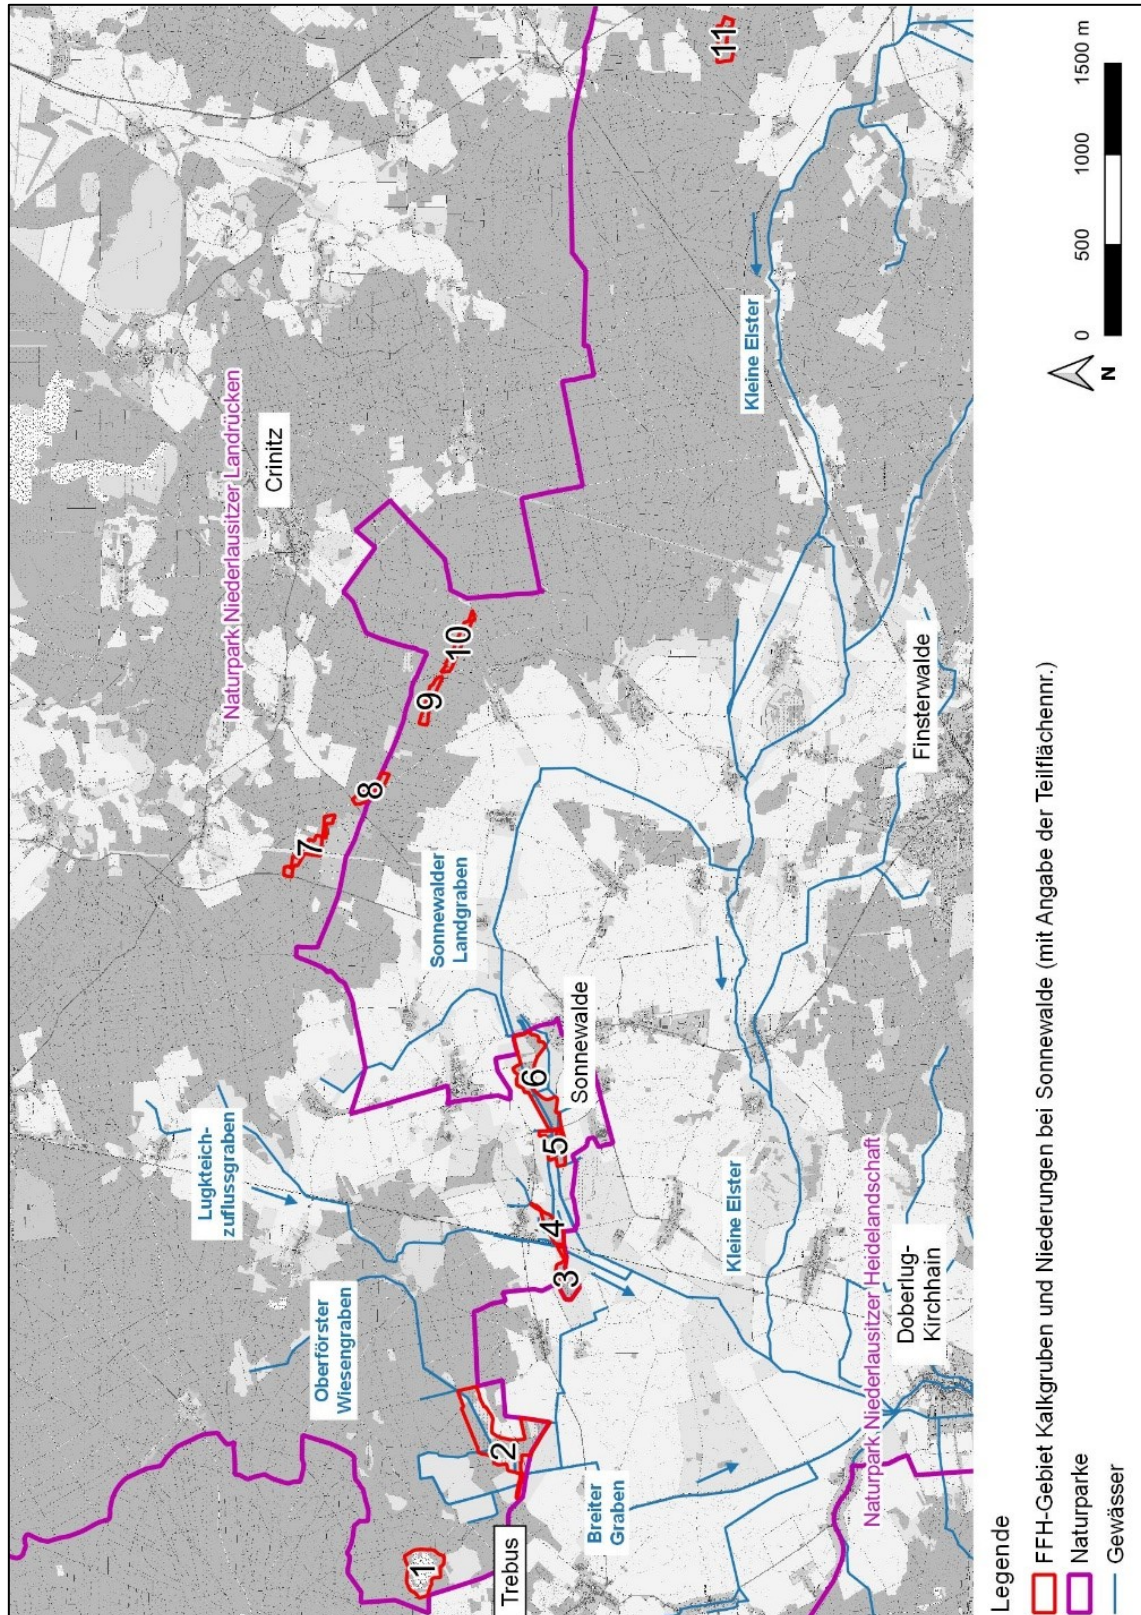 Naturpark Niederlausitzer Landrücken
Crinitz
Lugkteich-
zuflussgraben
Oberförster
Wiesengraben
Sonnewalder
Landgraben
1
2
3
4
5
6
7
8
9
10
11
Trebus
Breiter
Graben
Sonnewalde
Kleine Elster
Kleine Elster
Finsterwalde
Doberlug-
Kirchhain
Naturpark Niederlausitzer Heidelandschaft
Legende
FFH-Gebiet Kalkgruben und Niederungen bei Sonnewalde (mit Angabe der Teilflächennr.)
Naturparke
Gewässer
N
0 500 1000 1500 m